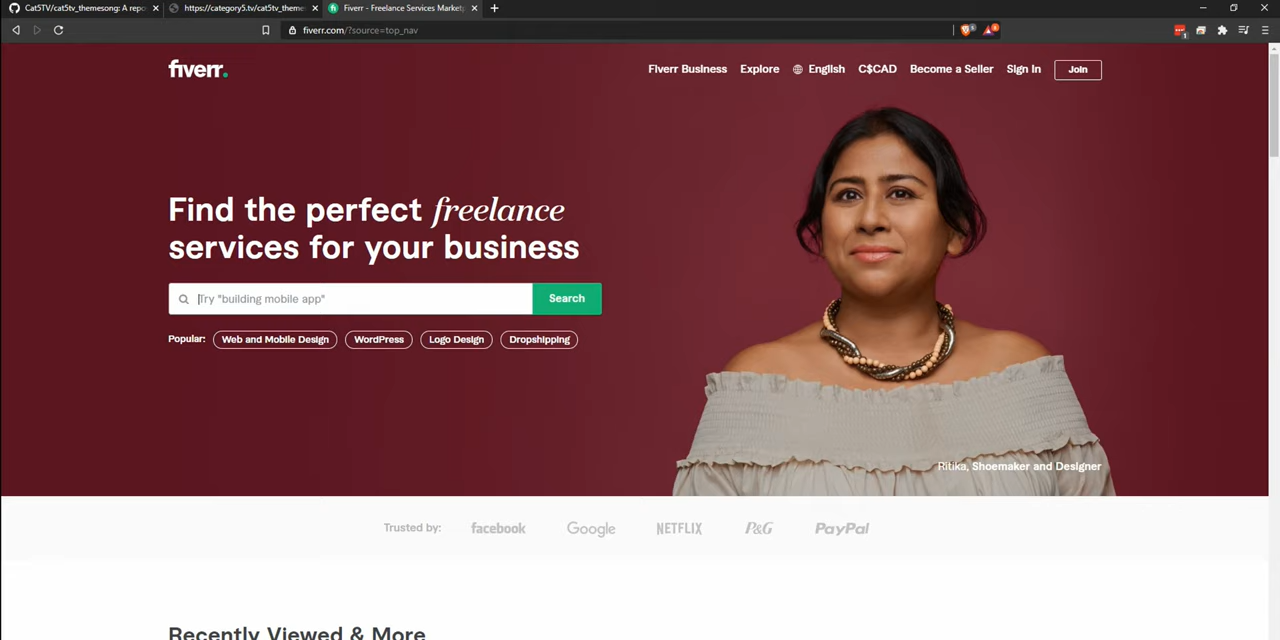 Cat5TV/cat5tv_themesong: A repo
https://category5.tv/cat5tv_theme
Fiverr - Freelance Services Marketp
fiverr.com/?source=top_nav
fiverr.
Fiverr Business
Explore
English
C$CAD
Become a Seller
Sign In
Join
Find the perfect freelance
services for your business
Try "building mobile app"
Search
Popular:
Web and Mobile Design
WordPress
Logo Design
Dropshipping
Ritika, Shoemaker and Designer
Trusted by:
facebook
Google
NETFLIX
P&G
PayPal
Recently Viewed & More